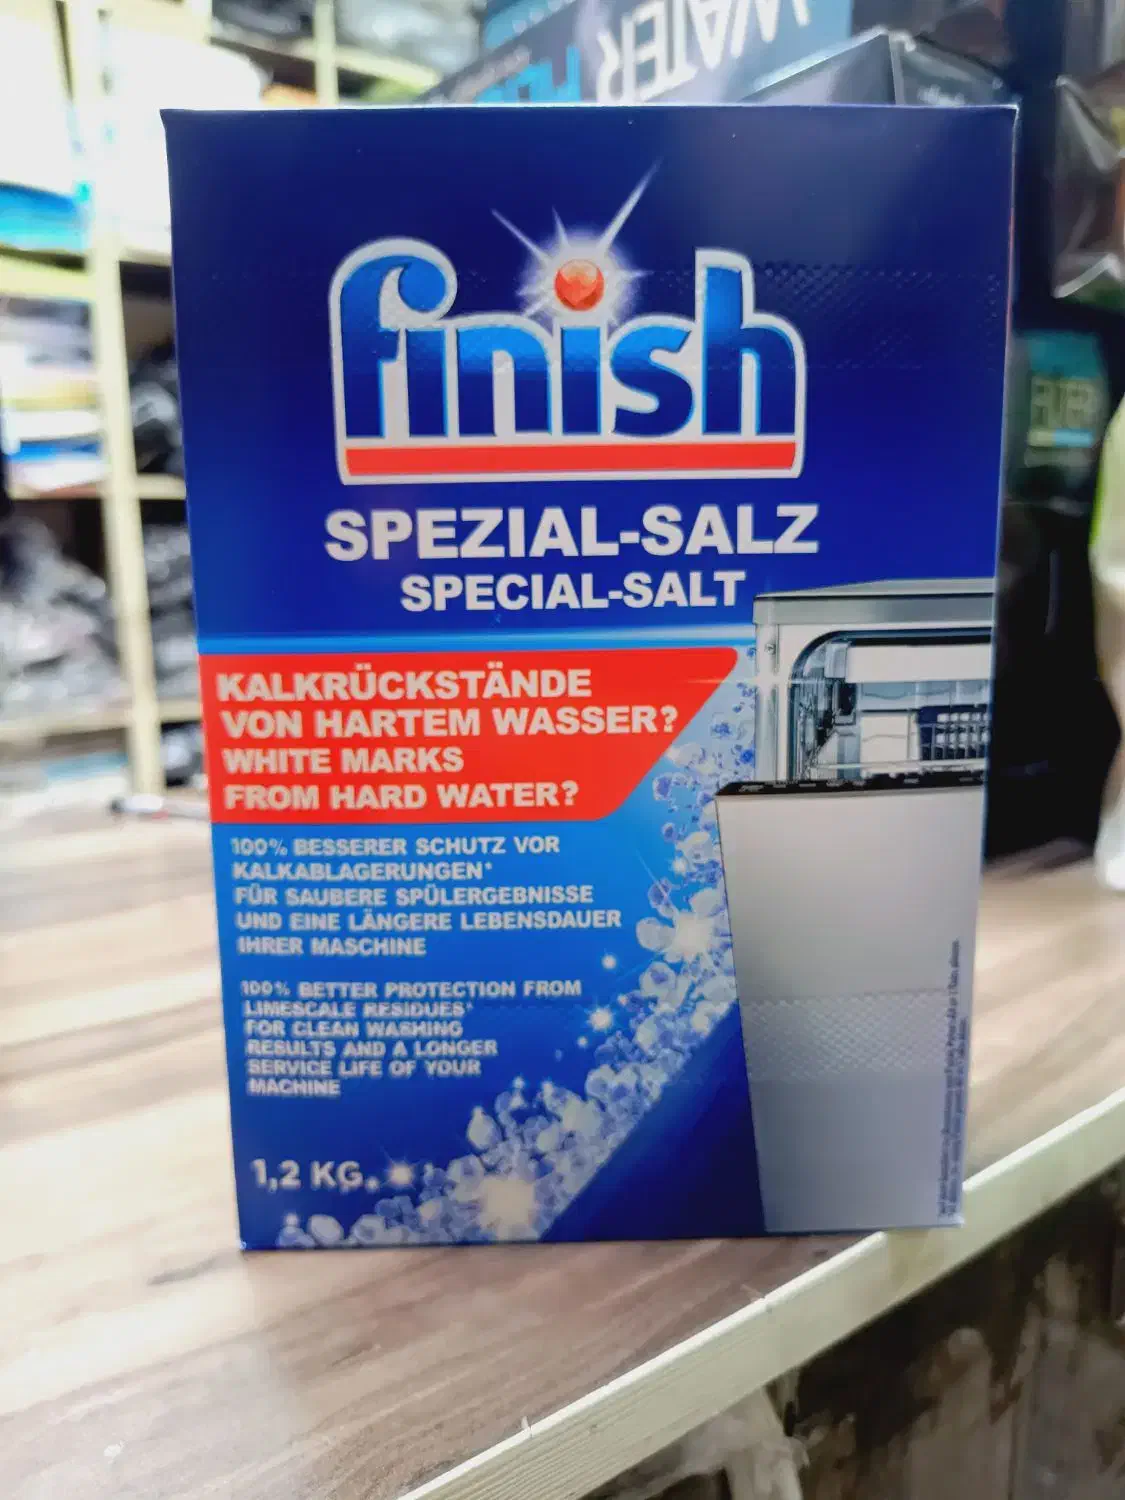 WATER
finish
SPEZIAL-SALZ
SPECIAL-SALT
KALKRÜCKSTÄNDE
VON HARTEM WASSER?
WHITE MARKS
FROM HARD WATER?
100% BESSERER SCHUTZ VOR
KALKABLAGERUNGEN*
FÜR SAUBERE SPÜLERGEBNISSE
UND EINE LÄNGERE LEBENSDAUER
IHRER MASCHINE
100% BETTER PROTECTION FROM
LIMESCALE RESIDUES*
FOR CLEAN WASHING
RESULTS AND A LONGER
SERVICE LIFE OF YOUR
MACHINE
1,2 KG.